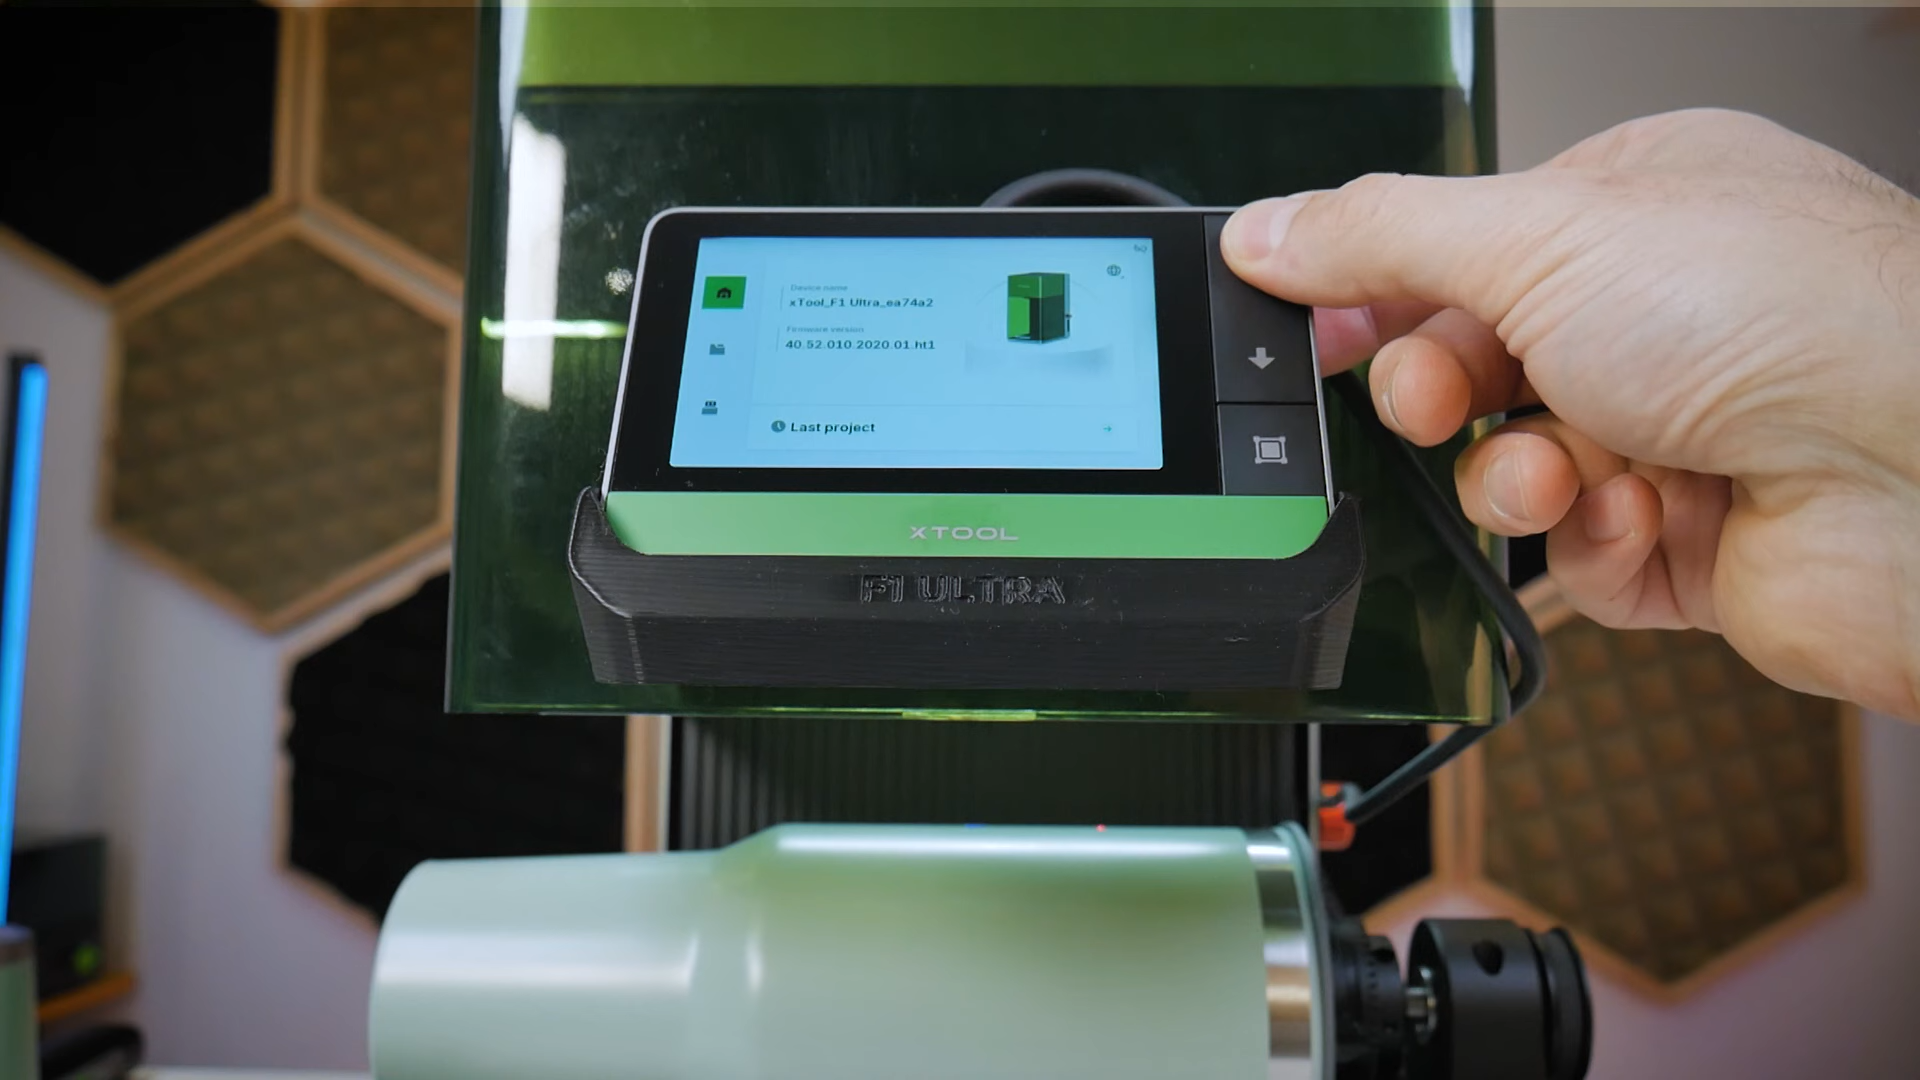 Device name
xTool_F1 Ultra_ea74a2
Firmware version
40.52.010.2020.01.ht1
Last project
XTOOL
F1 ULTRA